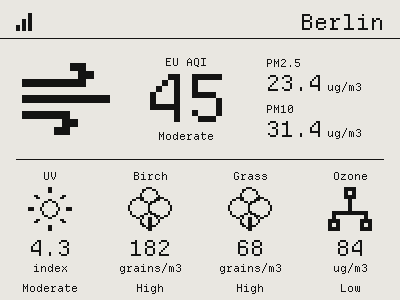 Berlin
EU AQI
45
Moderate
PM2.5
23.4 ug/m3
PM10
31.4 ug/m3
UV
4.3
index
Moderate
Birch
182
grains/m3
High
Grass
68
grains/m3
High
Ozone
84
ug/m3
Low